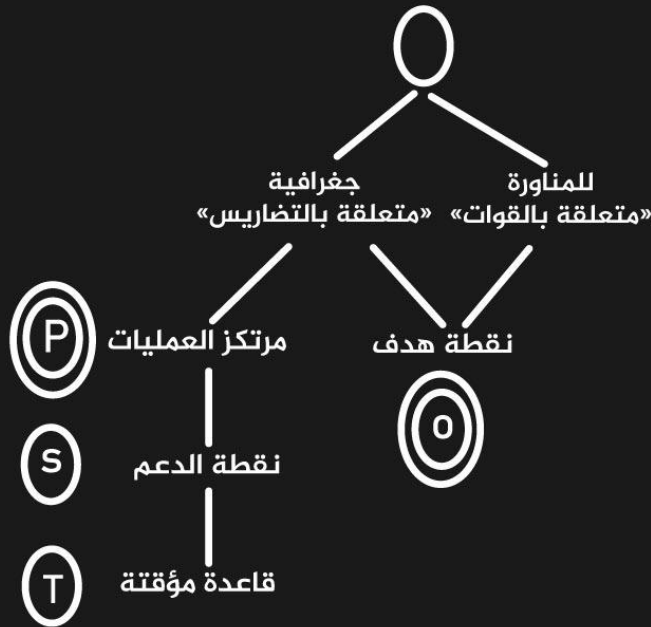 للمناورة
«متعلقة بالقوات»
جغرافية
«متعلقة بالتضاريس»
نقطة هدف
O
مرتكز العمليات
P
نقطة الدعم
S
قاعدة مؤقتة
T